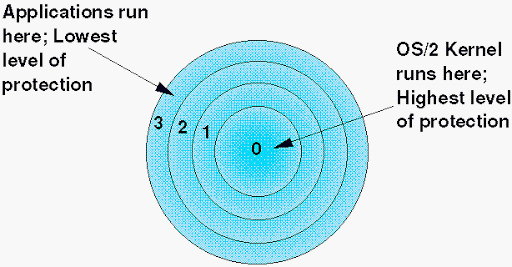 Applications run
here; Lowest
level of
protection
OS/2 Kernel
runs here;
Highest level
of protection
3 2 1 0